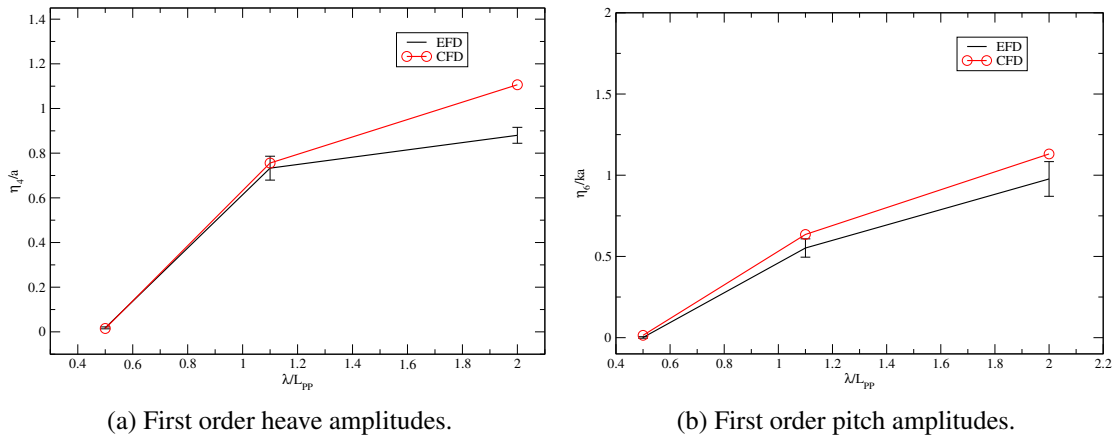 1.4
1.2
1
0.8
0.6
0.4
0.2
0
η4/a
EFD
CFD
0.4 0.6 0.8 1 1.2 1.4 1.6 1.8 2
λ/LPP
(a) First order heave amplitudes.
2
1.5
1
0.5
0
η6/ka
EFD
CFD
0.4 0.6 0.8 1 1.2 1.4 1.6 1.8 2 2.2
λ/LPP
(b) First order pitch amplitudes.